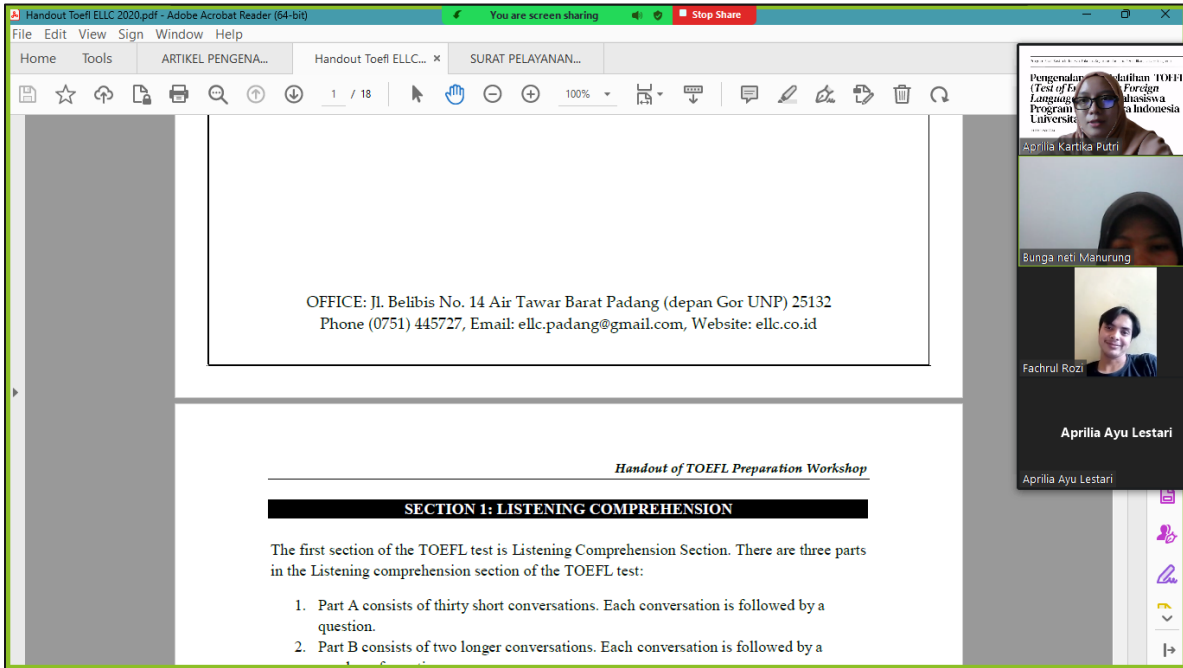 Handout Toefl ELLC 2020.pdf - Adobe Acrobat Reader (64-bit)
You are screen sharing
Stop Share
File Edit View Sign Window Help
Home Tools ARTIKEL PENGENA... Handout Toefl ELLC... × SURAT PELAYANAN...
1 / 18 100%
OFFICE: Jl. Belibis No. 14 Air Tawar Barat Padang (depan Gor UNP) 25132
Phone (0751) 445727, Email: ellc.padang@gmail.com, Website: ellc.co.id
Handout of TOEFL Preparation Workshop
SECTION 1: LISTENING COMPREHENSION
The first section of the TOEFL test is Listening Comprehension Section. There are three parts
in the Listening comprehension section of the TOEFL test:
1. Part A consists of thirty short conversations. Each conversation is followed by a
question.
2. Part B consists of two longer conversations. Each conversation is followed by a
Pengenalan
TOEFL
(Test of
Foreign
Program
Indonesia
Aprilia Kartika Putri
Bunga neti Manurung
Fachrul Rozi
Aprilia Ayu Lestari
Aprilia Ayu Lestari